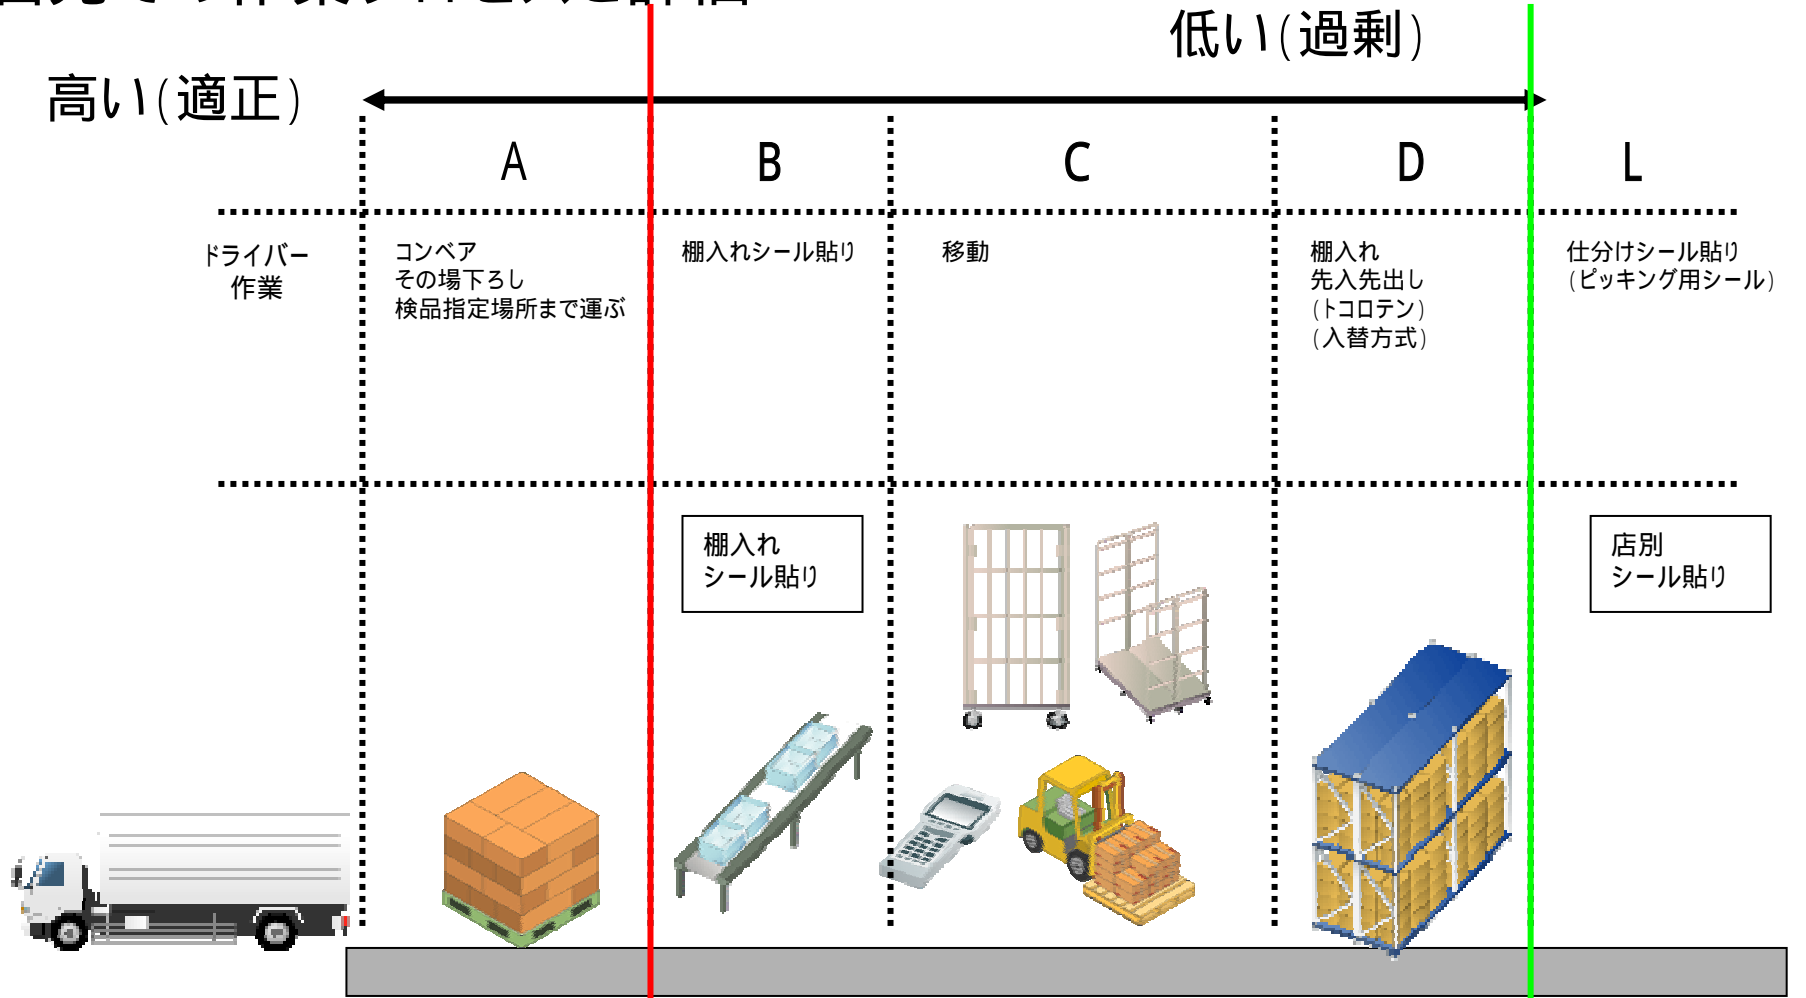 低い(過剰)
高い(適正)
A
B
C
D
L
ドライバー
作業
コンベア
その場下ろし
検品指定場所まで運ぶ
棚入れシール貼り
移動
棚入れ
先入先出し
(トコロテン)
(入替方式)
仕分けシール貼り
(ピッキング用シール)
棚入れ
シール貼り
店別
シール貼り